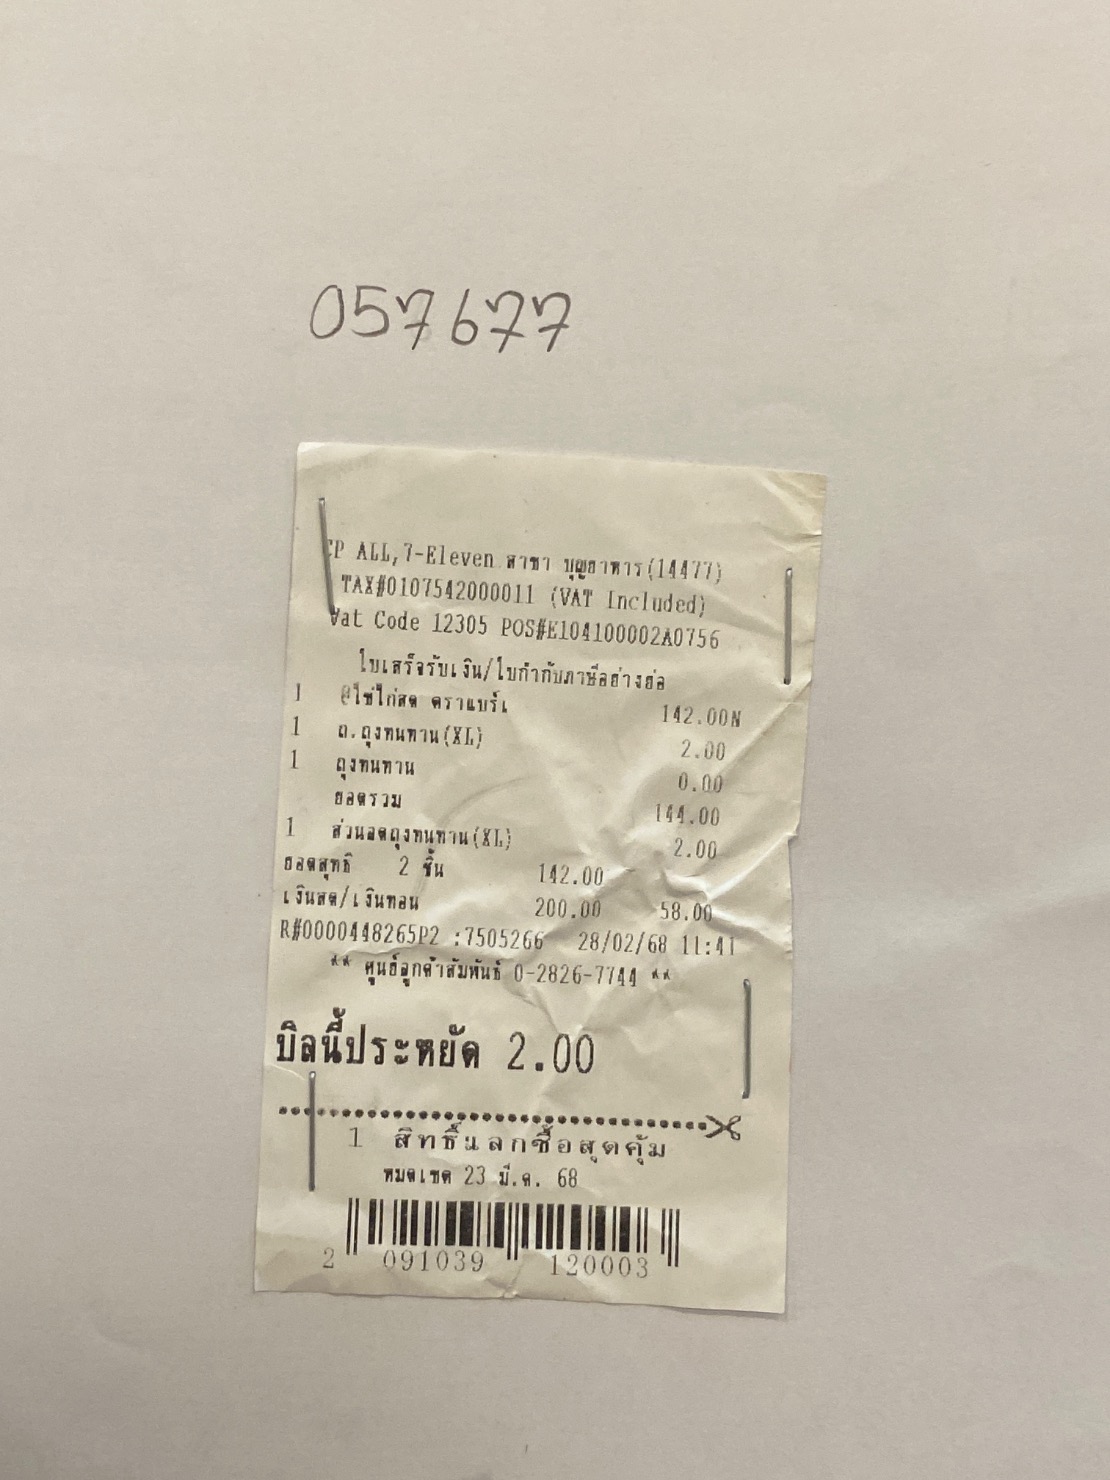 057677
CP ALL,7-Eleven สาขา บุญธาหาร(14477)
TAX#0107542000011 (VAT Included)
Vat Code 12305 POS#E104100002A0756
ใบเสร็จรับเงิน/ใบกำกับภาษีอย่างย่อ
1 @ไข่ไก่สด ตราแบร์เ 142.00N
1 ถ.ถุงทนทาน(XL) 2.00
1 ถุงทนทาน 0.00
ยอดรวม 144.00
1 ส่วนลดถุงทนทาน(XL) 2.00
ยอดสุทธิ 2 ชิ้น 142.00
เงินสด/เงินทอน 200.00 58.00
R#0000448265P2 :7505266 28/02/68 11:41
** ศูนย์ลูกค้าสัมพันธ์ 0-2826-7744 **
บิลนี้ประหยัด 2.00
1 สิทธิ์แลกซื้อสุดคุ้ม
หมดเขต 23 มี.ค. 68
2 091039 120003